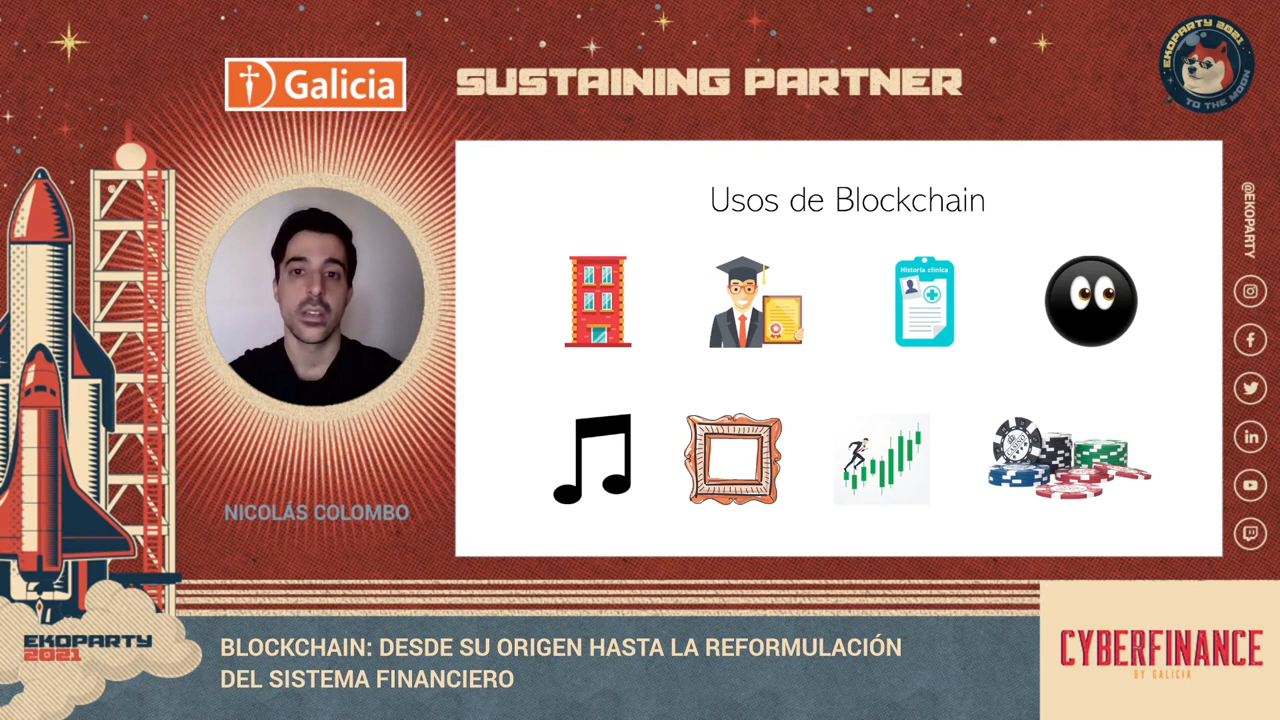 Galicia
SUSTAINING PARTNER
EKOPARTY 2021
TO THE MOON
Usos de Blockchain
Historia clínica
@EKOPARTY
NICOLÁS COLOMBO
EKOPARTY
2021
BLOCKCHAIN: DESDE SU ORIGEN HASTA LA REFORMULACIÓN
DEL SISTEMA FINANCIERO
CYBERFINANCE
BY GALICIA